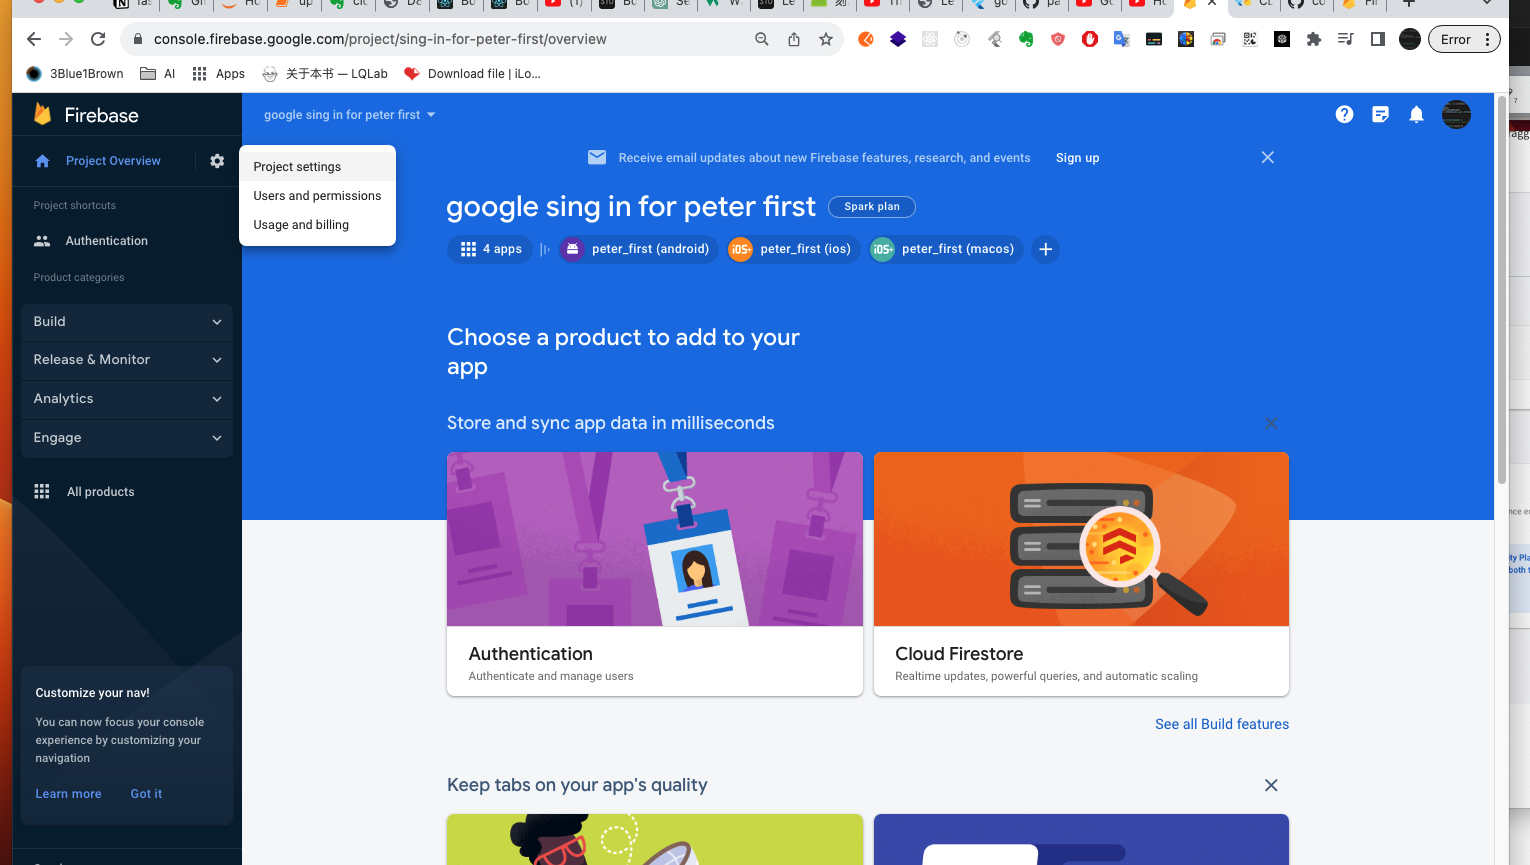 console.firebase.google.com/project/sing-in-for-peter-first/overview
Error
3Blue1Brown
AI
Apps
关于本书 — LQLab
Download file | iLo...
Firebase
google sing in for peter first
Project Overview
Project settings
Users and permissions
Usage and billing
Receive email updates about new Firebase features, research, and events
Sign up
Project shortcuts
Authentication
Product categories
google sing in for peter first
Spark plan
4 apps
peter_first (android)
iOS+
peter_first (ios)
iOS+
peter_first (macos)
Build
Release & Monitor
Analytics
Engage
All products
Choose a product to add to your
app
Store and sync app data in milliseconds
Authentication
Authenticate and manage users
Cloud Firestore
Realtime updates, powerful queries, and automatic scaling
See all Build features
Customize your nav!
You can now focus your console
experience by customizing your
navigation
Learn more
Got it
Keep tabs on your app's quality